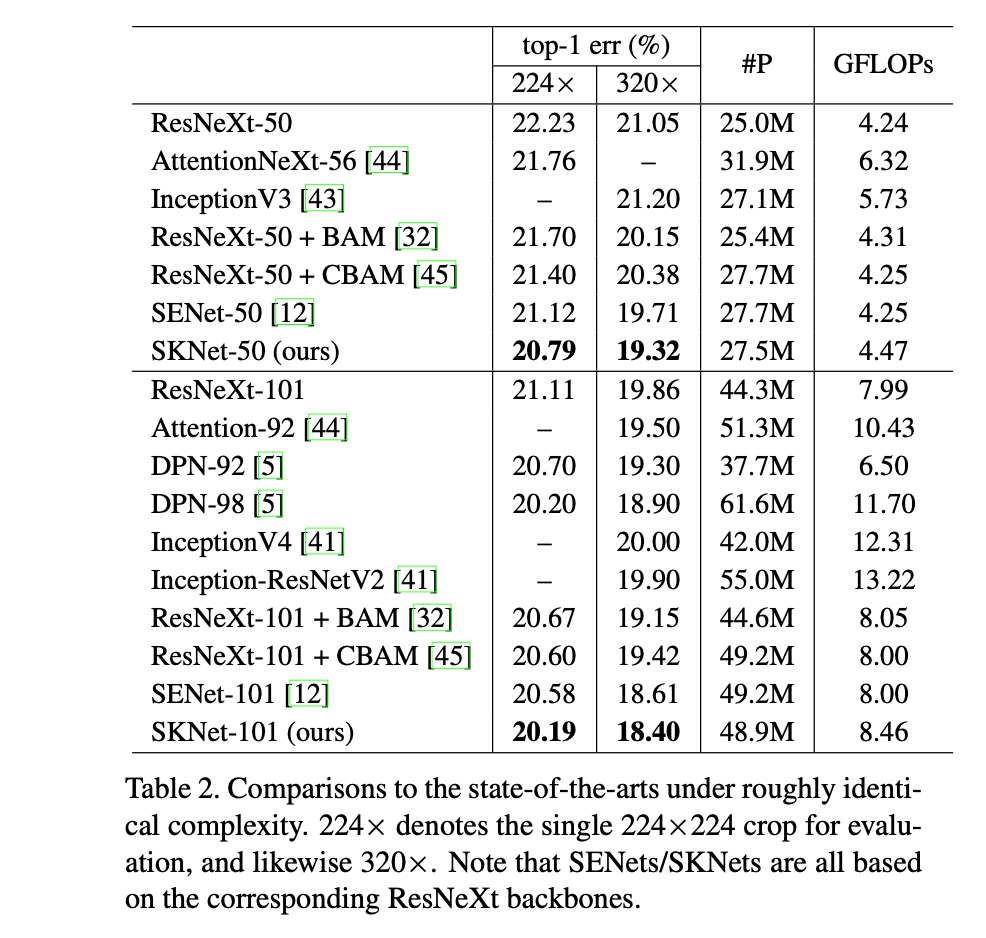 top-1 err (%) #P GFLOPs
224× 320×
ResNeXt-50 22.23 21.05 25.0M 4.24
AttentionNeXt-56 [44] 21.76 – 31.9M 6.32
InceptionV3 [43] – 21.20 27.1M 5.73
ResNeXt-50 + BAM [32] 21.70 20.15 25.4M 4.31
ResNeXt-50 + CBAM [45] 21.40 20.38 27.7M 4.25
SENet-50 [12] 21.12 19.71 27.7M 4.25
SKNet-50 (ours) 20.79 19.32 27.5M 4.47
ResNeXt-101 21.11 19.86 44.3M 7.99
Attention-92 [44] – 19.50 51.3M 10.43
DPN-92 [5] 20.70 19.30 37.7M 6.50
DPN-98 [5] 20.20 18.90 61.6M 11.70
InceptionV4 [41] – 20.00 42.0M 12.31
Inception-ResNetV2 [41] – 19.90 55.0M 13.22
ResNeXt-101 + BAM [32] 20.67 19.15 44.6M 8.05
ResNeXt-101 + CBAM [45] 20.60 19.42 49.2M 8.00
SENet-101 [12] 20.58 18.61 49.2M 8.00
SKNet-101 (ours) 20.19 18.40 48.9M 8.46
Table 2. Comparisons to the state-of-the-arts under roughly identi-
cal complexity. 224× denotes the single 224×224 crop for evalu-
ation, and likewise 320×. Note that SENets/SKNets are all based
on the corresponding ResNeXt backbones.